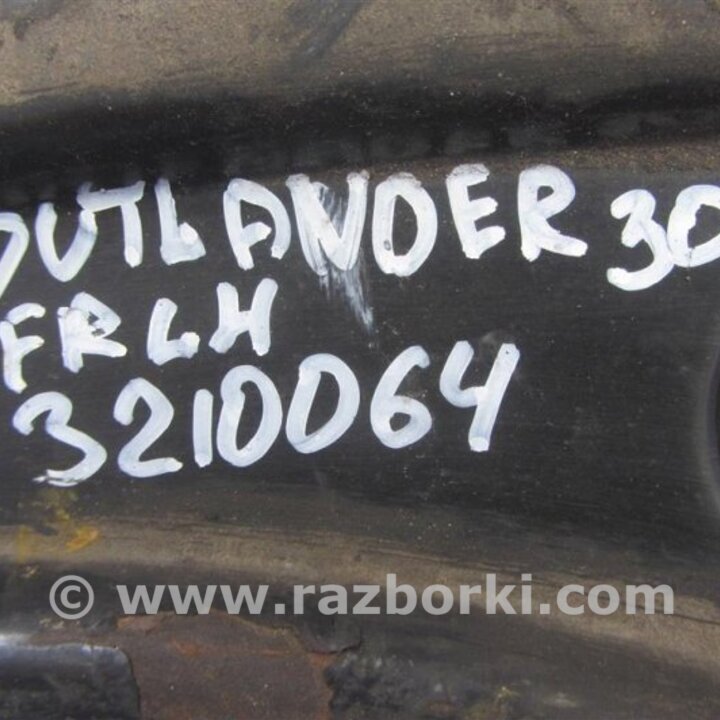 OUTLANDER 30
FRLH
3210064
© www.razborki.com